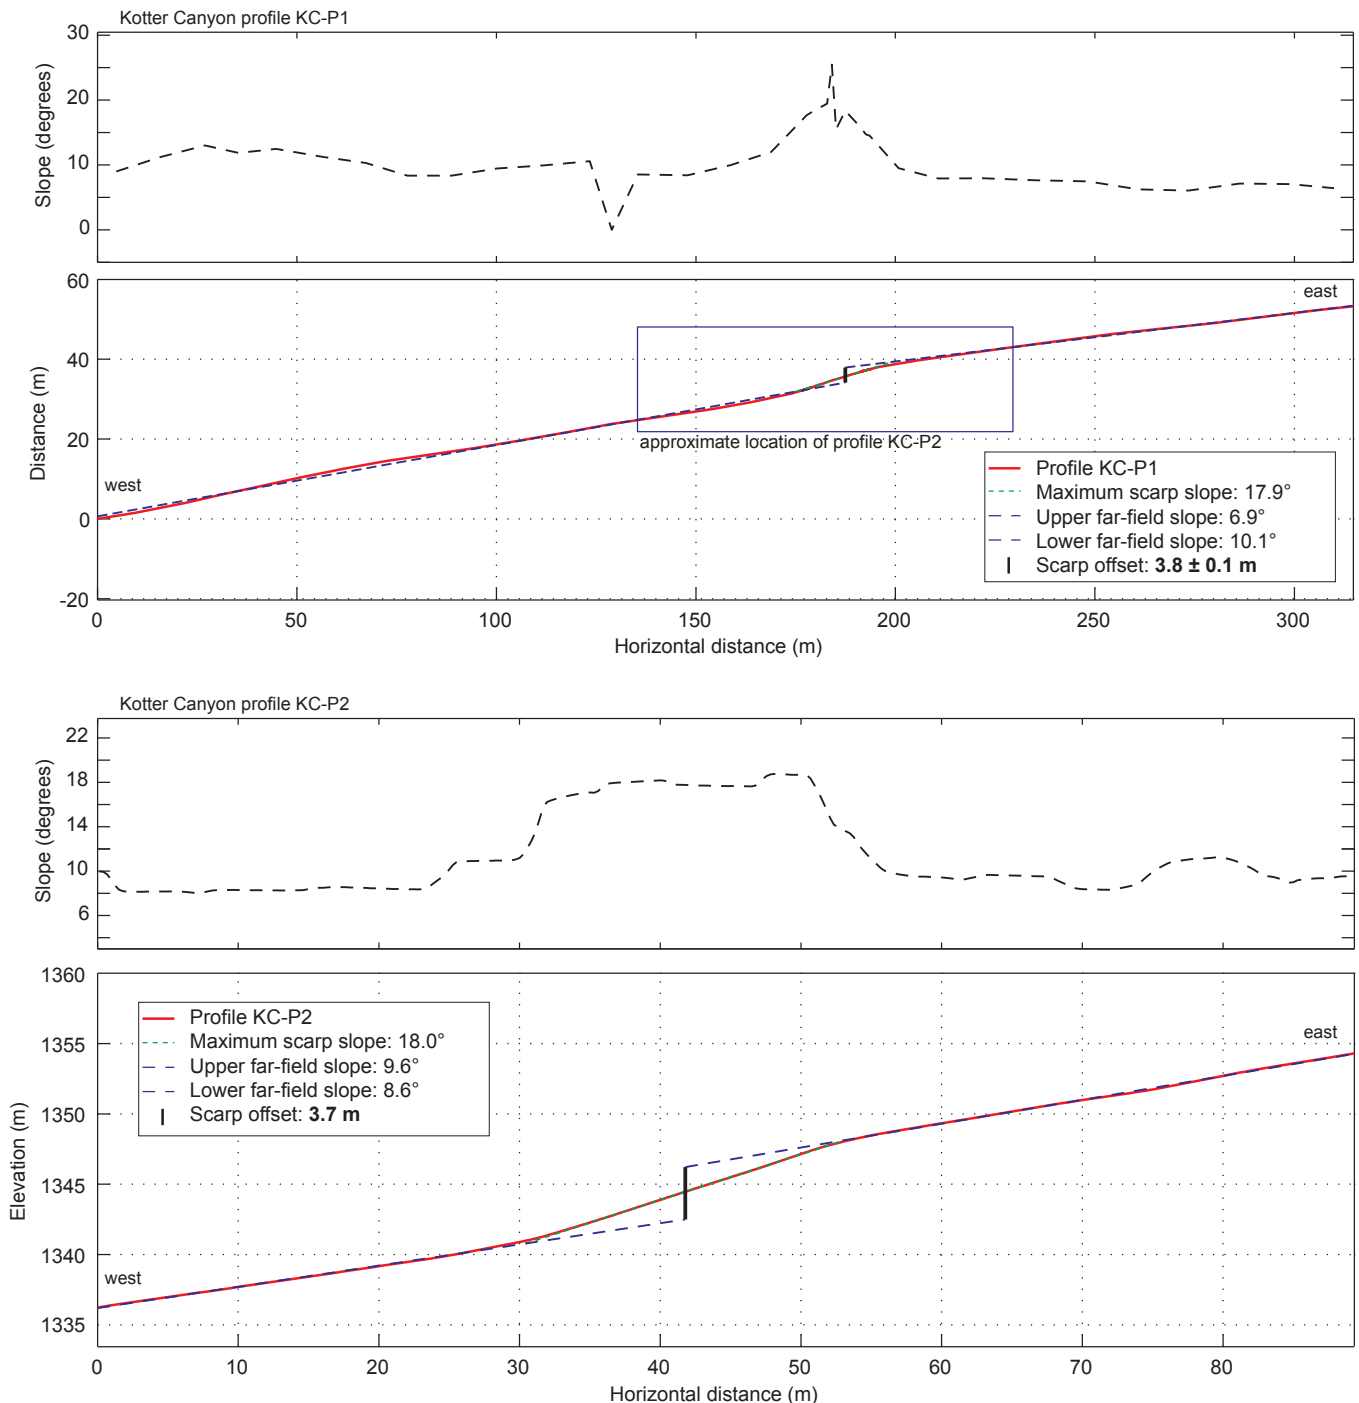 Kotter Canyon profile KC-P1
30
20
10
0
Slope (degrees)
60
40
20
0
-20
Distance (m)
east
west
approximate location of profile KC-P2
Profile KC-P1
Maximum scarp slope: 17.9°
Upper far-field slope: 6.9°
Lower far-field slope: 10.1°
Scarp offset: 3.8 ± 0.1 m
0 50 100 150 200 250 300
Horizontal distance (m)
Kotter Canyon profile KC-P2
22
18
14
10
6
Slope (degrees)
1360
1355
1350
1345
1340
1335
Elevation (m)
Profile KC-P2
Maximum scarp slope: 18.0°
Upper far-field slope: 9.6°
Lower far-field slope: 8.6°
Scarp offset: 3.7 m
east
west
0 10 20 30 40 50 60 70 80
Horizontal distance (m)